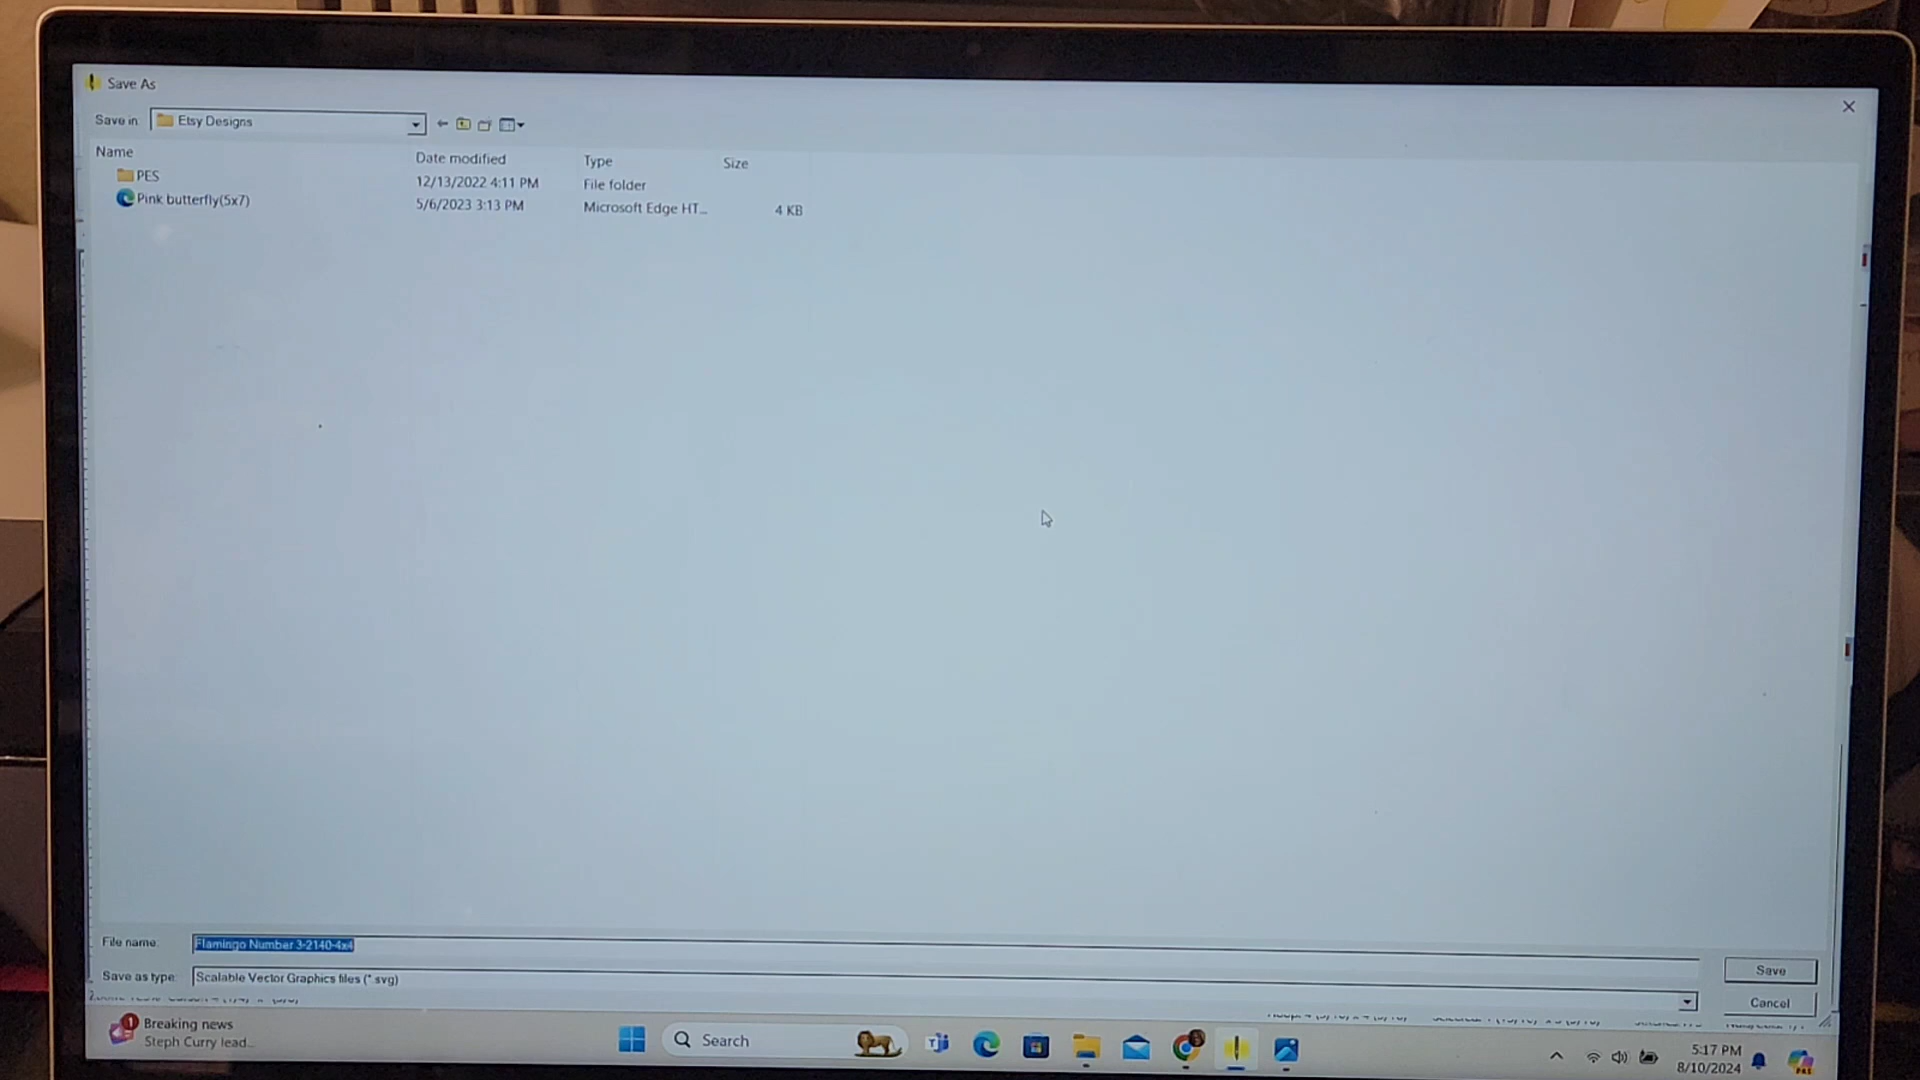 Save As
Save in: Etsy Designs
Name Date modified Type Size
PES 12/13/2022 4:11 PM File folder
Pink butterfly(5x7) 5/6/2023 3:13 PM Microsoft Edge HT... 4 KB
File name: Flamingo Number 3-2140-4x4
Save
Save as type: Scalable Vector Graphics files (*.svg)
Cancel
1
Breaking news
Steph Curry lead...
Search
5:17 PM
8/10/2024